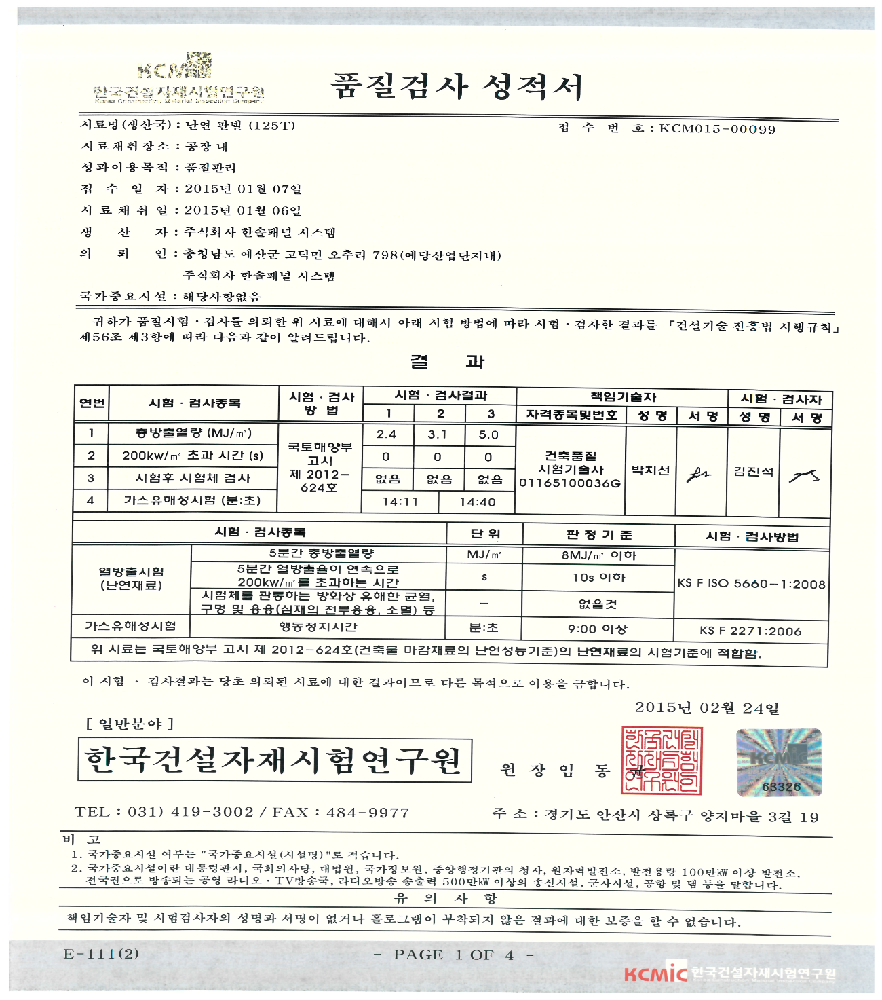 KCMIC
한국건설자재시험연구원
Korea Construction Material Inspection Company
품질검사 성적서
시료명(생산국) : 난연 판넬 (125T)
접 수 번 호 : KCM015-00099
시료채취장소 : 공장 내
성과이용목적 : 품질관리
접 수 일 자 : 2015년 01월 07일
시 료 채 취 일 : 2015년 01월 06일
생 산 자 : 주식회사 한솔패널 시스템
의 뢰 인 : 충청남도 예산군 고덕면 오추리 798(예당산업단지내)
주식회사 한솔패널 시스템
국가중요시설 : 해당사항없음
귀하가 품질시험 · 검사를 의뢰한 위 시료에 대해서 아래 시험 방법에 따라 시험 · 검사한 결과를 「건설기술 진흥법 시행규칙」
제56조 제3항에 따라 다음과 같이 알려드립니다.
결 과
연번 시험 · 검사종목 시험 · 검사 방 법 시험 · 검사결과 책임기술자 시험 · 검사자
1 2 3 자격종목및번호 성 명 서 명 성 명 서 명
1 총방출열량 (MJ/㎡) 2.4 3.1 5.0
2 200kw/㎡ 초과 시간 (s) 0 0 0
3 시험후 시험체 검사 없음 없음 없음
4 가스유해성시험 (분:초) 14:11 14:40
국토해양부
고시
제 2012-
624호
건축품질
시험기술사
01165100036G
박치선
김진석
시험 · 검사종목 단 위 판 정 기 준 시험 · 검사방법
열방출시험
(난연재료)
5분간 총방출열량 MJ/㎡ 8MJ/㎡ 이하
5분간 열방출율이 연속으로
200kw/㎡를 초과하는 시간 s 10s 이하
KS F ISO 5660-1:2008
시험체를 관통하는 방화상 유해한 균열,
구멍 및 용융(심재의 전부용융, 소멸) 등 - 없을것
가스유해성시험 행동정지시간 분:초 9:00 이상 KS F 2271:2006
위 시료는 국토해양부 고시 제 2012-624호(건축물 마감재료의 난연성능기준)의 난연재료의 시험기준에 적합함.
이 시험 · 검사결과는 당초 의뢰된 시료에 대한 결과이므로 다른 목적으로 이용을 금합니다.
2015년 02월 24일
[ 일반분야 ]
한국건설자재시험연구원
원 장 임 동 균
KCMIC
63326
TEL : 031) 419-3002 / FAX : 484-9977
주 소 : 경기도 안산시 상록구 양지마을 3길 19
비 고
1. 국가중요시설 여부는 "국가중요시설(시설명)"로 적습니다.
2. 국가중요시설이란 대통령관저, 국회의사당, 대법원, 국가정보원, 중앙행정기관의 청사, 원자력발전소, 발전용량 100만㎾ 이상 발전소,
전국권으로 방송되는 공영 라디오 · TV방송국, 라디오방송 송출력 500만㎾ 이상의 송신시설, 군사시설, 공항 및 댐 등을 말합니다.
유 의 사 항
책임기술자 및 시험검사자의 성명과 서명이 없거나 홀로그램이 부착되지 않은 결과에 대한 보증을 할 수 없습니다.
E-111(2)
- PAGE 1 OF 4 -
KCMIC 한국건설자재시험연구원